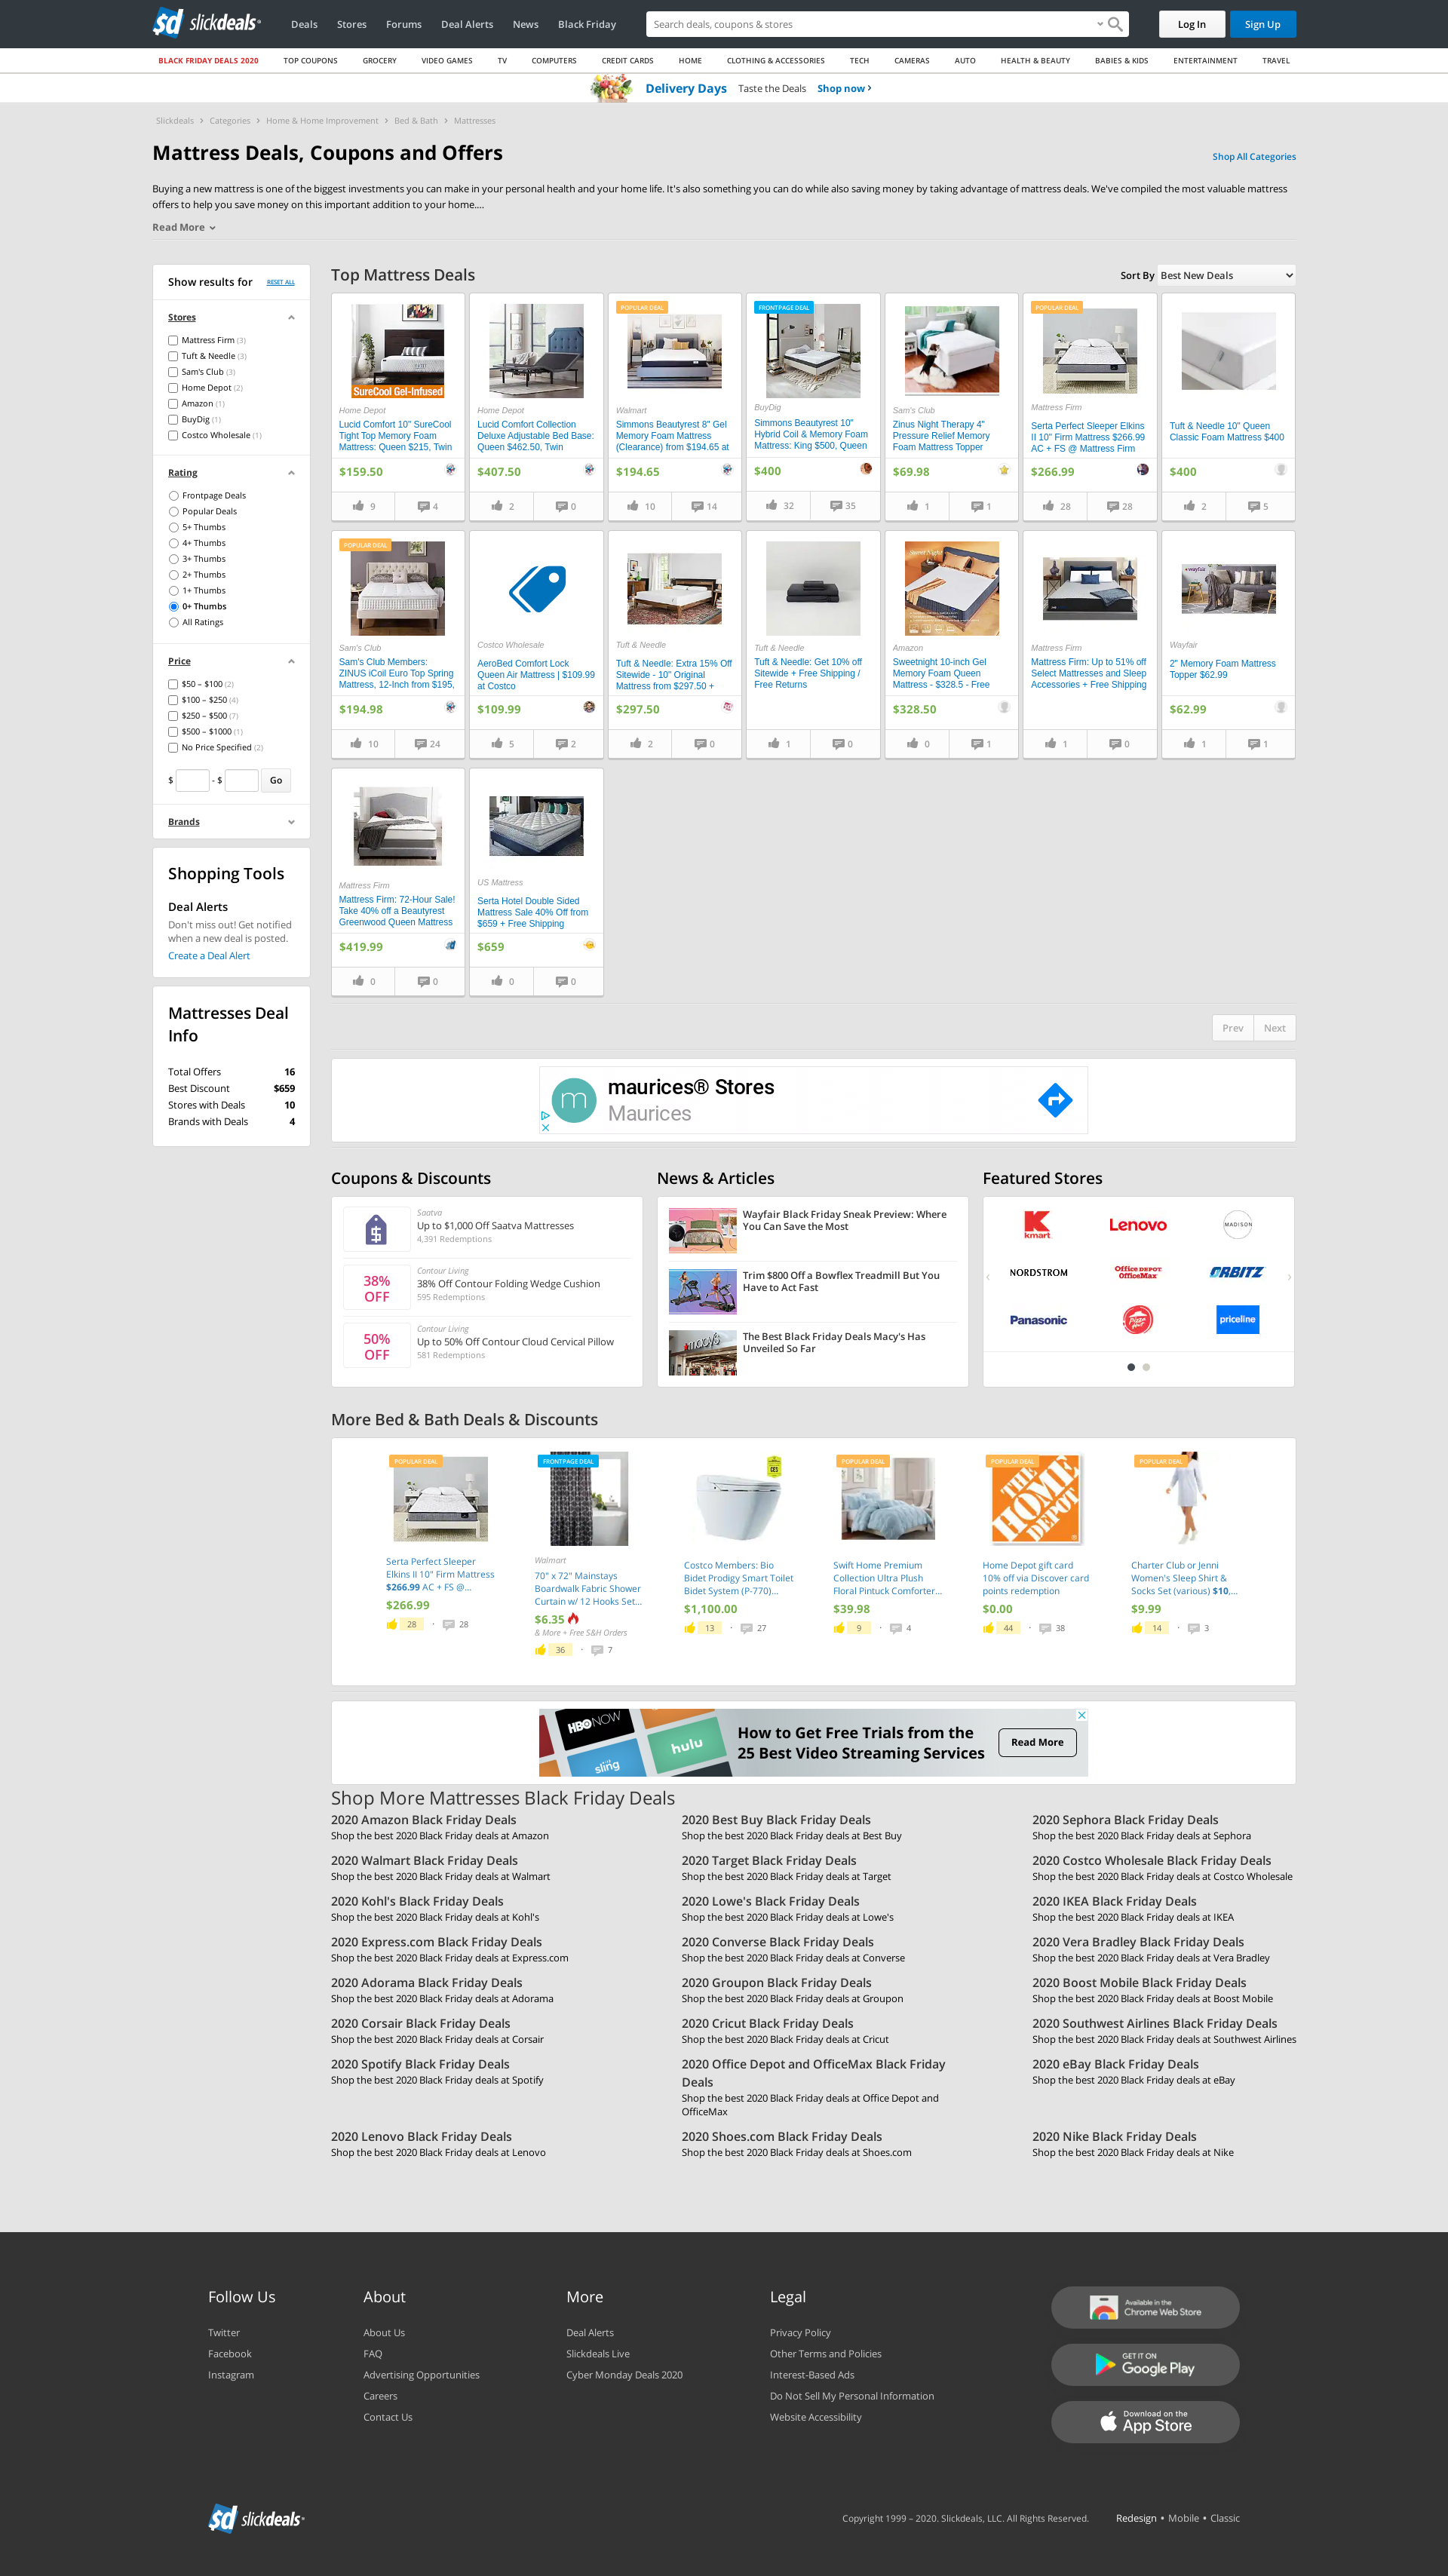 sd slickdeals
Deals Stores Forums Deal Alerts News Black Friday
Search deals, coupons & stores
Log In Sign Up
BLACK FRIDAY DEALS 2020 TOP COUPONS GROCERY VIDEO GAMES TV COMPUTERS CREDIT CARDS HOME CLOTHING & ACCESSORIES TECH CAMERAS AUTO HEALTH & BEAUTY BABIES & KIDS ENTERTAINMENT TRAVEL
Delivery Days Taste the Deals Shop now ›
Slickdeals › Categories › Home & Home Improvement › Bed & Bath › Mattresses
Mattress Deals, Coupons and Offers
Shop All Categories
Buying a new mattress is one of the biggest investments you can make in your personal health and your home life. It's also something you can do while also saving money by taking advantage of mattress deals. We've compiled the most valuable mattress
offers to help you save money on this important addition to your home....
Read More
Show results for RESET ALL
Stores
Mattress Firm (3)
Tuft & Needle (3)
Sam's Club (3)
Home Depot (2)
Amazon (1)
BuyDig (1)
Costco Wholesale (1)
Rating
Frontpage Deals
Popular Deals
5+ Thumbs
4+ Thumbs
3+ Thumbs
2+ Thumbs
1+ Thumbs
0+ Thumbs
All Ratings
Price
$50 – $100 (2)
$100 – $250 (4)
$250 – $500 (7)
$500 – $1000 (1)
No Price Specified (2)
$ - $ Go
Brands
Shopping Tools
Deal Alerts
Don't miss out! Get notified
when a new deal is posted.
Create a Deal Alert
Mattresses Deal
Info
Total Offers 16
Best Discount $659
Stores with Deals 10
Brands with Deals 4
Top Mattress Deals
Sort By Best New Deals
SureCool Gel-Infused
Home Depot
Lucid Comfort 10" SureCool
Tight Top Memory Foam
Mattress: Queen $215, Twin
$159.50
9 4
Home Depot
Lucid Comfort Collection
Deluxe Adjustable Bed Base:
Queen $462.50, Twin
$407.50
2 0
POPULAR DEAL
Walmart
Simmons Beautyrest 8" Gel
Memory Foam Mattress
(Clearance) from $194.65 at
$194.65
10 14
FRONTPAGE DEAL
BuyDig
Simmons Beautyrest 10"
Hybrid Coil & Memory Foam
Mattress: King $500, Queen
$400
32 35
Sam's Club
Zinus Night Therapy 4"
Pressure Relief Memory
Foam Mattress Topper
$69.98
1 1
POPULAR DEAL
Mattress Firm
Serta Perfect Sleeper Elkins
II 10" Firm Mattress $266.99
AC + FS @ Mattress Firm
$266.99
28 28
Tuft & Needle 10" Queen
Classic Foam Mattress $400
$400
2 5
POPULAR DEAL
Sam's Club
Sam's Club Members:
ZINUS iCoil Euro Top Spring
Mattress, 12-Inch from $195,
$194.98
10 24
Costco Wholesale
AeroBed Comfort Lock
Queen Air Mattress | $109.99
at Costco
$109.99
5 2
Tuft & Needle
Tuft & Needle: Extra 15% Off
Sitewide - 10" Original
Mattress from $297.50 +
$297.50
2 0
Tuft & Needle
Tuft & Needle: Get 10% off
Sitewide + Free Shipping /
Free Returns
1 0
Sweet Night
Amazon
Sweetnight 10-inch Gel
Memory Foam Queen
Mattress - $328.5 - Free
$328.50
0 1
Mattress Firm
Mattress Firm: Up to 51% off
Select Mattresses and Sleep
Accessories + Free Shipping
1 0
wayfair
Wayfair
2" Memory Foam Mattress
Topper $62.99
$62.99
1 1
Mattress Firm
Mattress Firm: 72-Hour Sale!
Take 40% off a Beautyrest
Greenwood Queen Mattress
$419.99
0 0
US Mattress
Serta Hotel Double Sided
Mattress Sale 40% Off from
$659 + Free Shipping
$659
0 0
Prev Next
m
maurices® Stores
Maurices
Coupons & Discounts
Saatva
Up to $1,000 Off Saatva Mattresses
4,391 Redemptions
38%
OFF
Contour Living
38% Off Contour Folding Wedge Cushion
595 Redemptions
50%
OFF
Contour Living
Up to 50% Off Contour Cloud Cervical Pillow
581 Redemptions
News & Articles
Wayfair Black Friday Sneak Preview: Where
You Can Save the Most
Trim $800 Off a Bowflex Treadmill But You
Have to Act Fast
macy's
The Best Black Friday Deals Macy's Has
Unveiled So Far
Featured Stores
K kmart Lenovo MADISON
NORDSTROM Office DEPOT OfficeMax ORBITZ
Panasonic Pizza Hut priceline
More Bed & Bath Deals & Discounts
POPULAR DEAL
Serta Perfect Sleeper
Elkins II 10" Firm Mattress
$266.99 AC + FS @...
$266.99
28 · 28
FRONTPAGE DEAL
Walmart
70" x 72" Mainstays
Boardwalk Fabric Shower
Curtain w/ 12 Hooks Set...
$6.35
& More + Free S&H Orders
36 · 7
CES
Costco Members: Bio
Bidet Prodigy Smart Toilet
Bidet System (P-770)...
$1,100.00
13 · 27
POPULAR DEAL
Swift Home Premium
Collection Ultra Plush
Floral Pintuck Comforter...
$39.98
9 · 4
POPULAR DEAL
THE HOME DEPOT
Home Depot gift card
10% off via Discover card
points redemption
$0.00
44 · 38
POPULAR DEAL
Charter Club or Jenni
Women's Sleep Shirt &
Socks Set (various) $10,...
$9.99
14 · 3
HBO NOW
hulu
sling
How to Get Free Trials from the
25 Best Video Streaming Services
Read More
Shop More Mattresses Black Friday Deals
2020 Amazon Black Friday Deals
Shop the best 2020 Black Friday deals at Amazon
2020 Best Buy Black Friday Deals
Shop the best 2020 Black Friday deals at Best Buy
2020 Sephora Black Friday Deals
Shop the best 2020 Black Friday deals at Sephora
2020 Walmart Black Friday Deals
Shop the best 2020 Black Friday deals at Walmart
2020 Target Black Friday Deals
Shop the best 2020 Black Friday deals at Target
2020 Costco Wholesale Black Friday Deals
Shop the best 2020 Black Friday deals at Costco Wholesale
2020 Kohl's Black Friday Deals
Shop the best 2020 Black Friday deals at Kohl's
2020 Lowe's Black Friday Deals
Shop the best 2020 Black Friday deals at Lowe's
2020 IKEA Black Friday Deals
Shop the best 2020 Black Friday deals at IKEA
2020 Express.com Black Friday Deals
Shop the best 2020 Black Friday deals at Express.com
2020 Converse Black Friday Deals
Shop the best 2020 Black Friday deals at Converse
2020 Vera Bradley Black Friday Deals
Shop the best 2020 Black Friday deals at Vera Bradley
2020 Adorama Black Friday Deals
Shop the best 2020 Black Friday deals at Adorama
2020 Groupon Black Friday Deals
Shop the best 2020 Black Friday deals at Groupon
2020 Boost Mobile Black Friday Deals
Shop the best 2020 Black Friday deals at Boost Mobile
2020 Corsair Black Friday Deals
Shop the best 2020 Black Friday deals at Corsair
2020 Cricut Black Friday Deals
Shop the best 2020 Black Friday deals at Cricut
2020 Southwest Airlines Black Friday Deals
Shop the best 2020 Black Friday deals at Southwest Airlines
2020 Spotify Black Friday Deals
Shop the best 2020 Black Friday deals at Spotify
2020 Office Depot and OfficeMax Black Friday
Deals
Shop the best 2020 Black Friday deals at Office Depot and
OfficeMax
2020 eBay Black Friday Deals
Shop the best 2020 Black Friday deals at eBay
2020 Lenovo Black Friday Deals
Shop the best 2020 Black Friday deals at Lenovo
2020 Shoes.com Black Friday Deals
Shop the best 2020 Black Friday deals at Shoes.com
2020 Nike Black Friday Deals
Shop the best 2020 Black Friday deals at Nike
Follow Us
Twitter
Facebook
Instagram
About
About Us
FAQ
Advertising Opportunities
Careers
Contact Us
More
Deal Alerts
Slickdeals Live
Cyber Monday Deals 2020
Legal
Privacy Policy
Other Terms and Policies
Interest-Based Ads
Do Not Sell My Personal Information
Website Accessibility
Available in the
Chrome Web Store
GET IT ON
Google Play
Download on the
App Store
sd slickdeals
Copyright 1999 – 2020. Slickdeals, LLC. All Rights Reserved. Redesign • Mobile • Classic